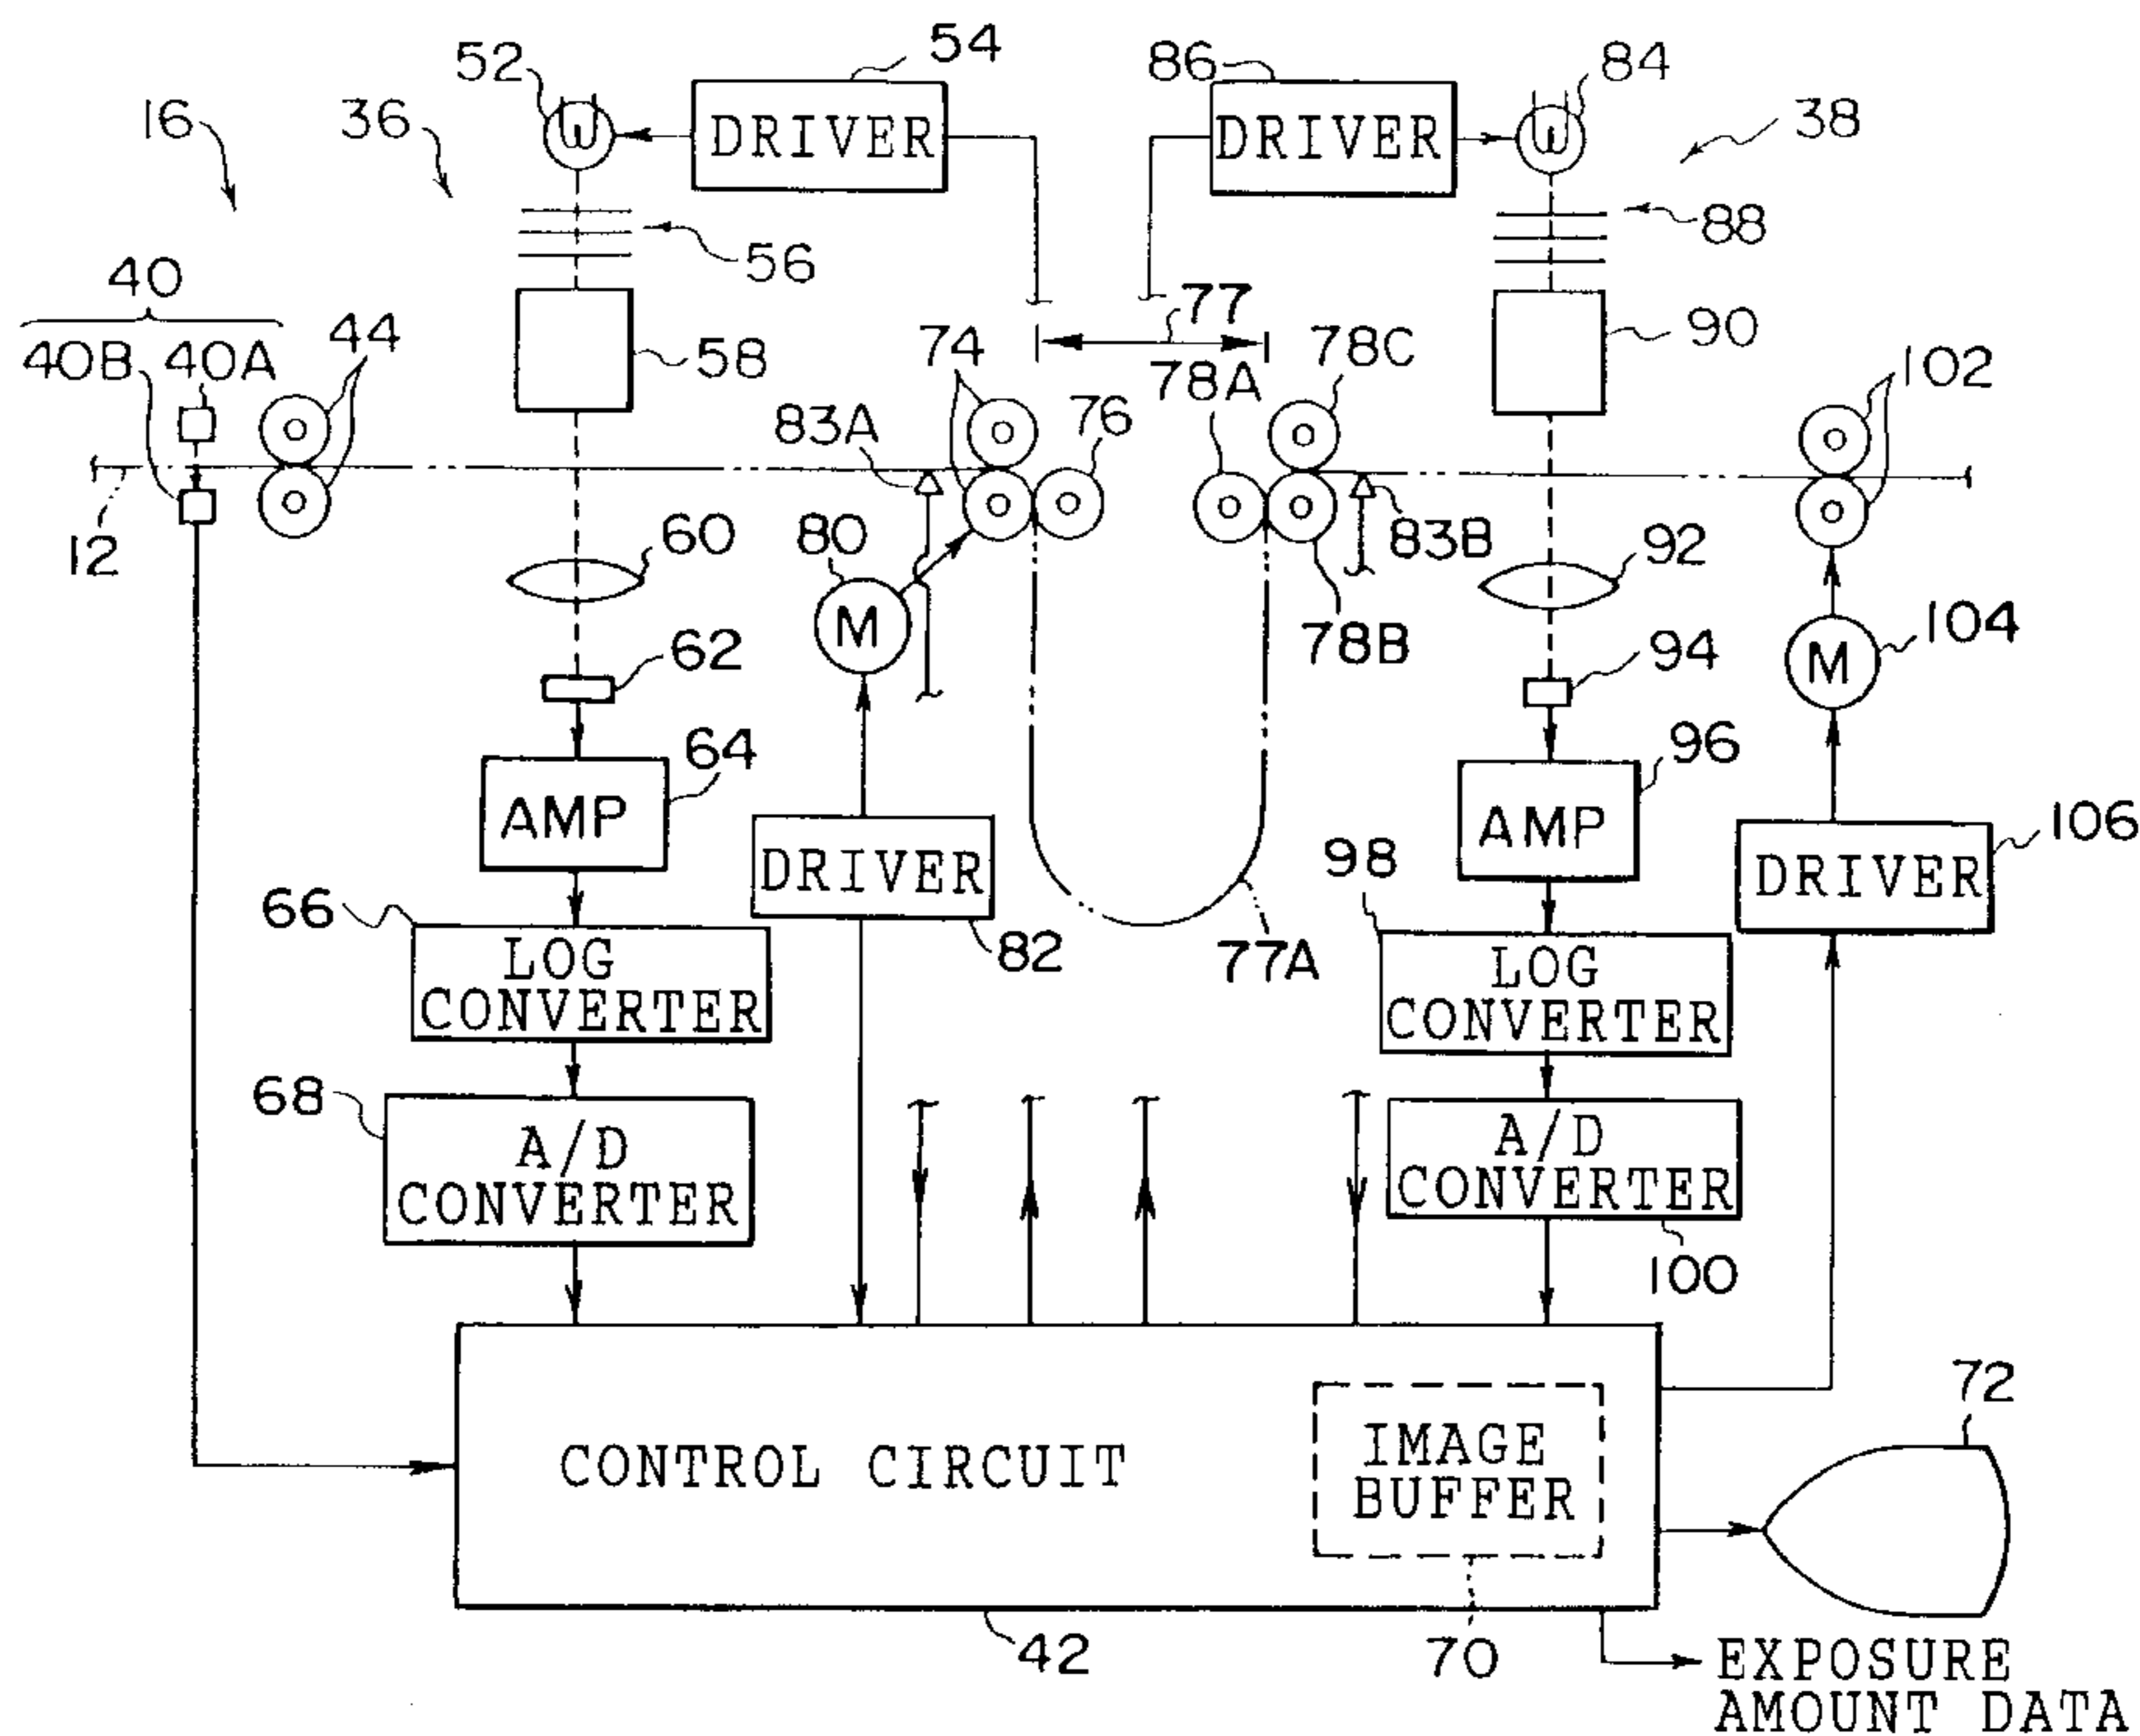 52
54
86
84
16
36
DRIVER
DRIVER
38
56
88
40
77
40B
40A
44
58
74
78A
78C
90
102
83A
76
12
60
80
83B
92
M
78B
104
62
94
M
64
96
AMP
AMP
106
DRIVER
98
DRIVER
66
LOG
CONVERTER
82
77A
LOG
CONVERTER
68
A/D
CONVERTER
A/D
CONVERTER
100
72
CONTROL CIRCUIT
IMAGE
BUFFER
42
70
EXPOSURE
AMOUNT DATA